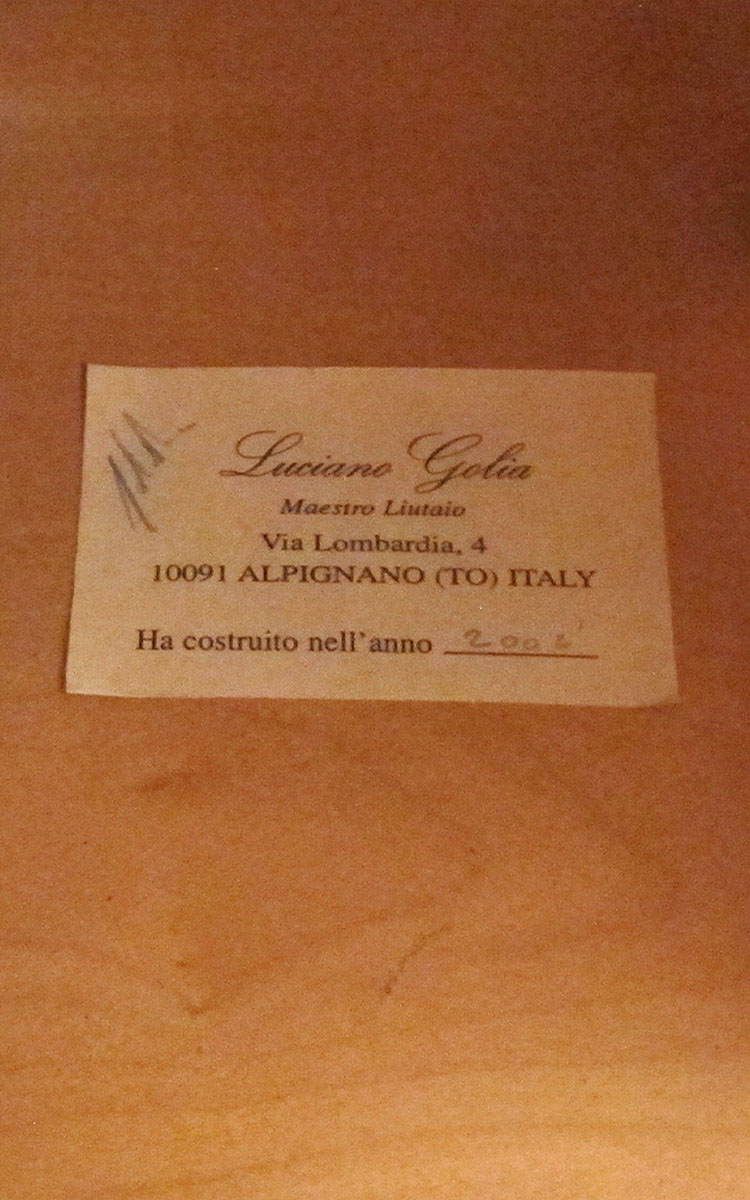 Luciano Golia
Maestro Liutaio
Via Lombardia, 4
10091 ALPIGNANO (TO) ITALY
Ha costruito nell'anno